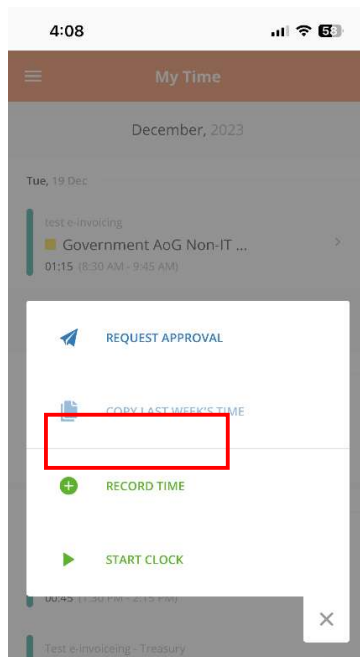 4:08
58
My Time
December, 2023
Tue, 19 Dec
test e-invoicing
Government AoG Non-IT ...
01:15 (8:30 AM - 9:45 AM)
REQUEST APPROVAL
COPY LAST WEEK'S TIME
RECORD TIME
START CLOCK
00:45 (1:30 PM - 2:15 PM)
Test e-Invoiceing - Treasury